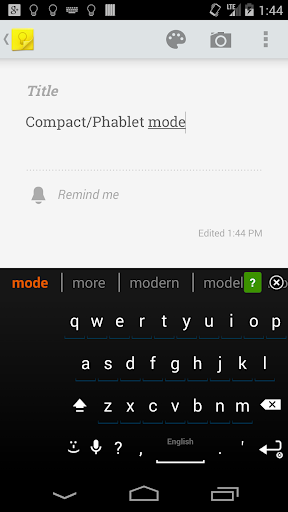 LTE 1:44
Title
Compact/Phablet mode
Remind me
Edited 1:44 PM
mode more modern model ?
q w e r t y u i o p
a s d f g h j k l
z x c v b n m
? , English . '